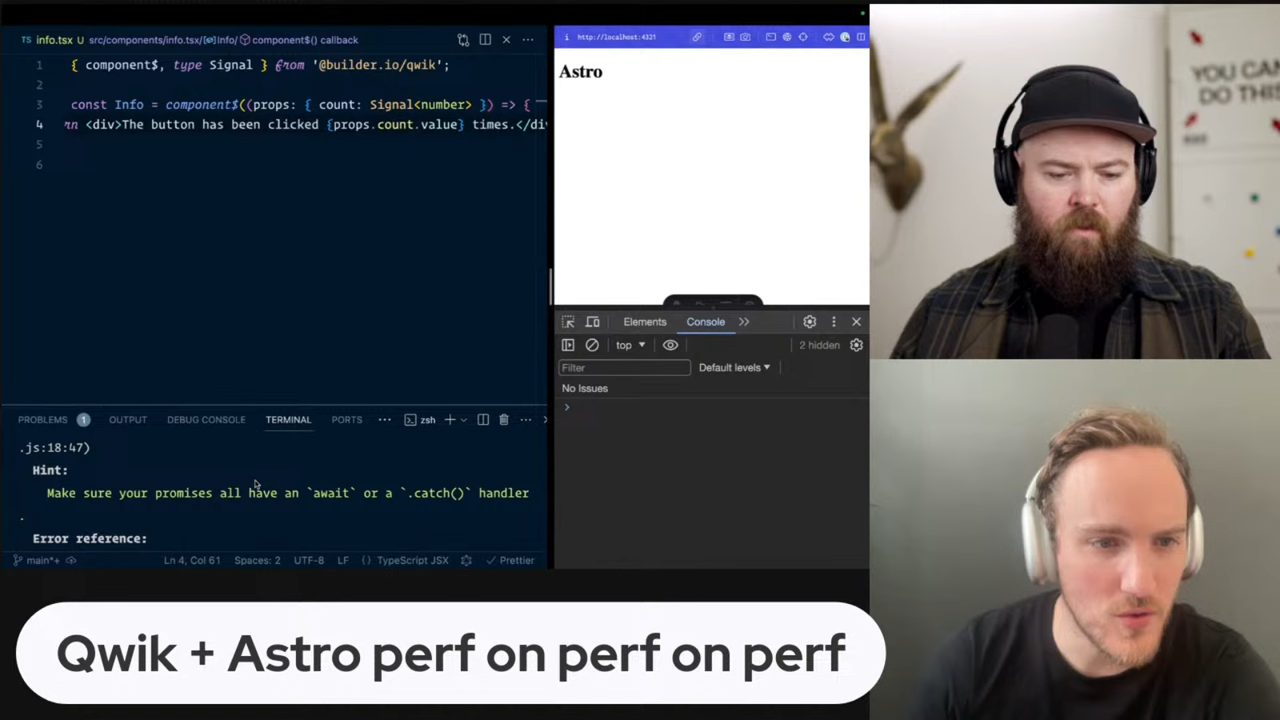 TS info.tsx U src/components/info.tsx/Info/component$() callback
1 { component$, type Signal } from '@builder.io/qwik';
2
3 const Info = component$((props: { count: Signal<number> }) => {
4 rn <div>The button has been clicked {props.count.value} times.</div
5
6
PROBLEMS 1 OUTPUT DEBUG CONSOLE TERMINAL PORTS zsh
.js:18:47)
Hint:
Make sure your promises all have an `await` or a `.catch()` handler
.
Error reference:
main*+ Ln 4, Col 61 Spaces: 2 UTF-8 LF {} TypeScript JSX Prettier
http://localhost:4321
Astro
Elements Console
top 2 hidden
Filter Default levels
No Issues
YOU CAN
DO THIS
Qwik + Astro perf on perf on perf